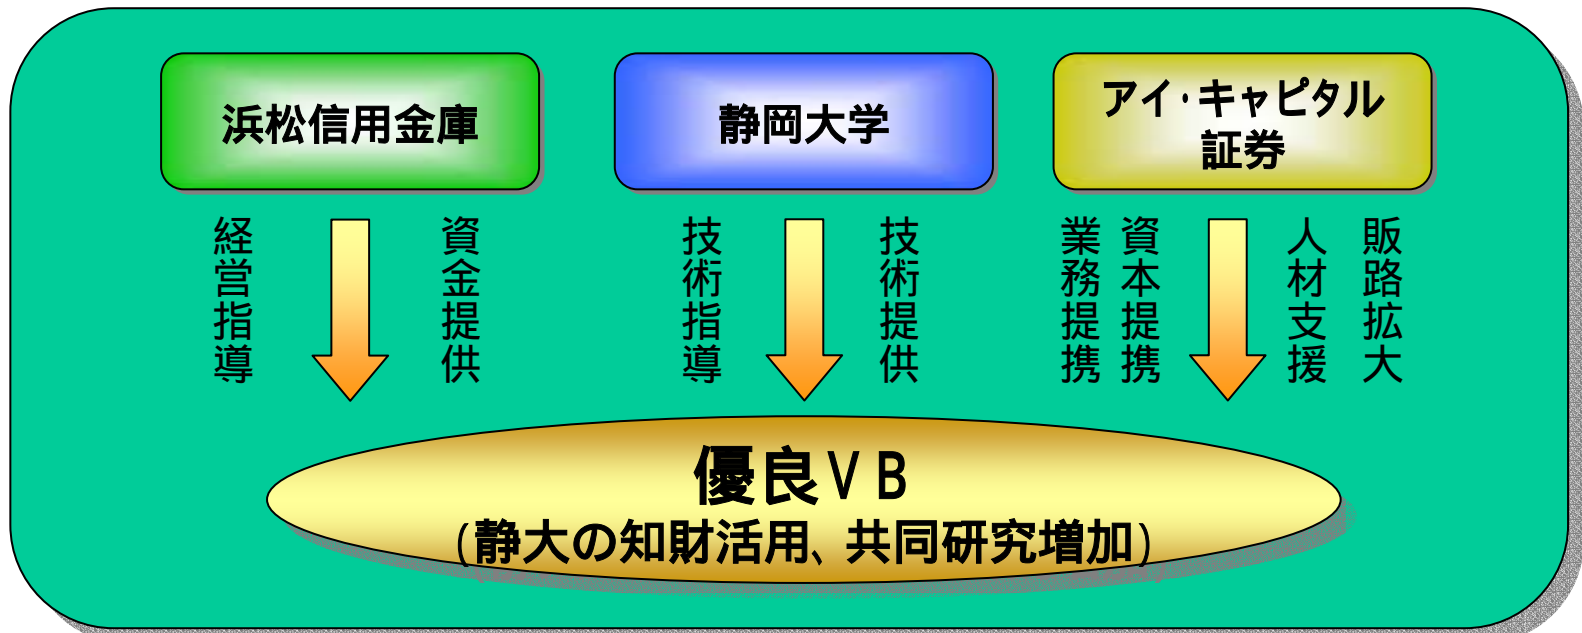 浜松信用金庫
静岡大学
アイ・キャピタル
証券
経営指導
資金提供
技術指導
技術提供
業務提携
資本提携
人材支援
販路拡大
優良ＶＢ
(静大の知財活用、共同研究増加)